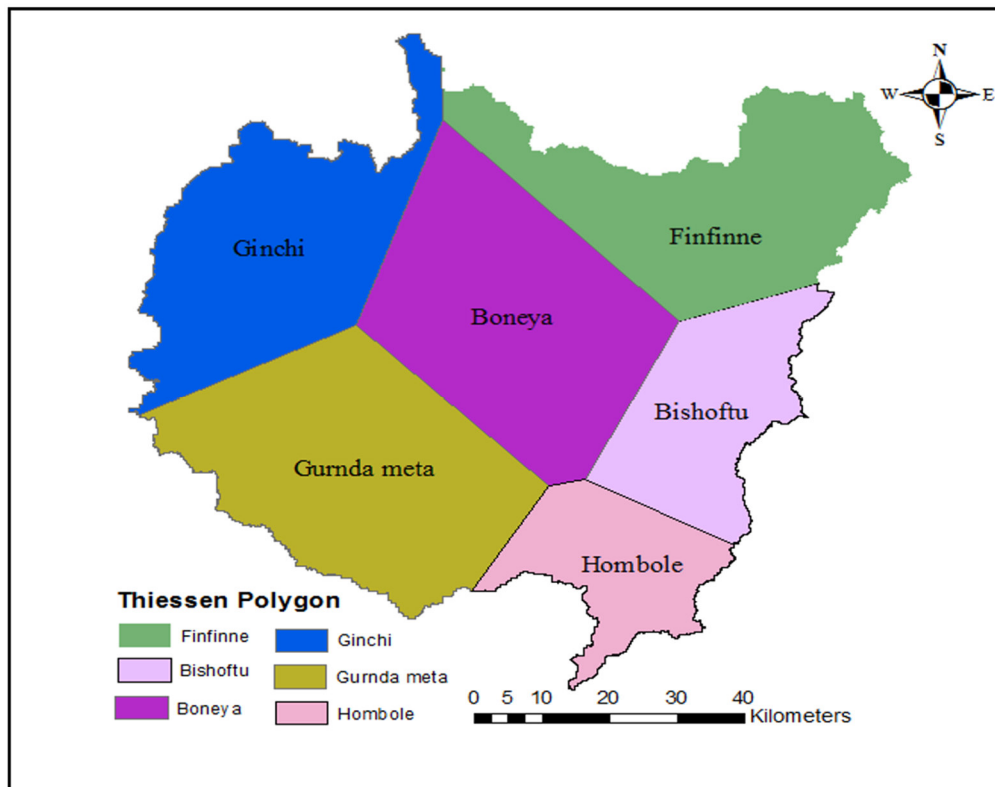 N
W E
S
Finfinne
Ginchi
Boneya
Bishoftu
Gurnda meta
Hombole
Thiessen Polygon
Finfinne Ginchi
Bishoftu Gurnda meta
Boneya Hombole
0 5 10 20 30 40
Kilometers